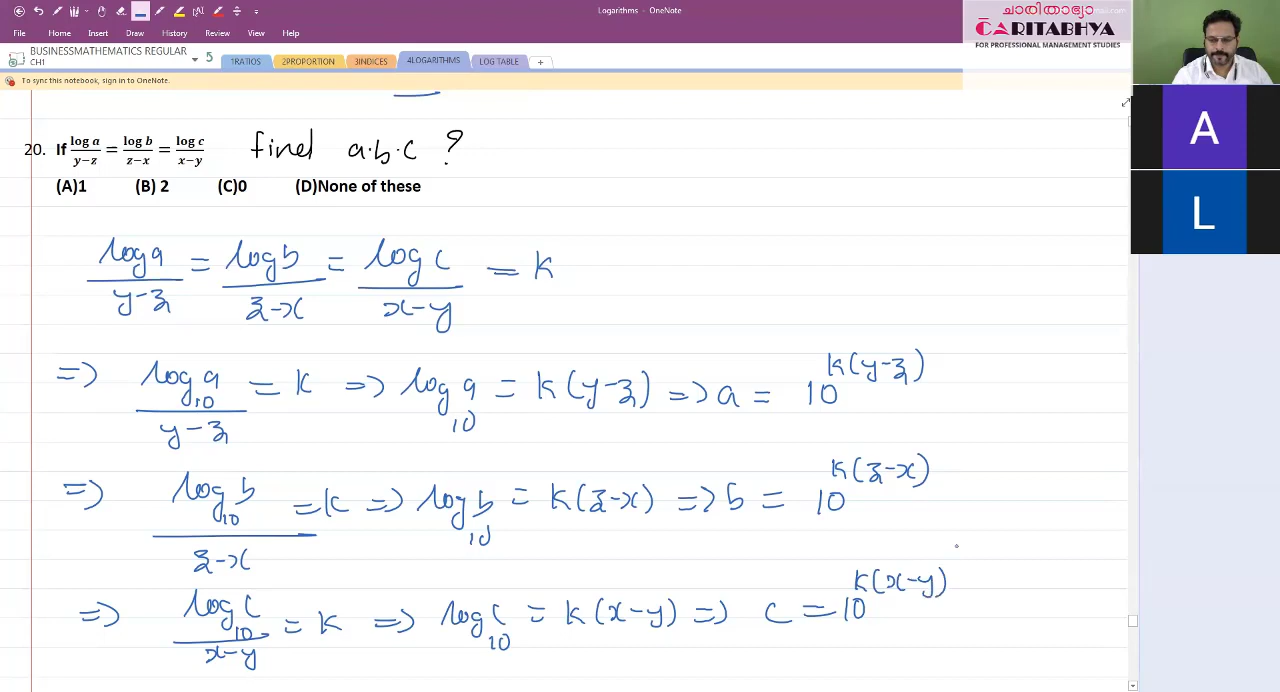 Logarithms - OneNote
ചാരിതാഭ്യാ
CARITABHYA
FOR PROFESSIONAL MANAGEMENT STUDIES
File Home Insert Draw History Review View Help
BUSINESSMATHEMATICS REGULAR
CH1
1RATIOS 2PROPORTION 3INDICES 4LOGARITHMS LOG TABLE +
To sync this notebook, sign in to OneNote.
20. If log a/y−z = log b/z−x = log c/x−y find a·b·c ?
(A)1 (B) 2 (C)0 (D)None of these
log a/y−z = log b/z−x = log c/x−y = k
=> log₁₀ a/y−z = k => log₁₀ a = k(y−z) => a = 10^k(y−z)
=> log₁₀ b/z−x = k => log₁₀ b = k(z−x) => b = 10^k(z−x)
=> log₁₀ c/x−y = k => log₁₀ c = k(x−y) => c = 10^k(x−y)
A
L